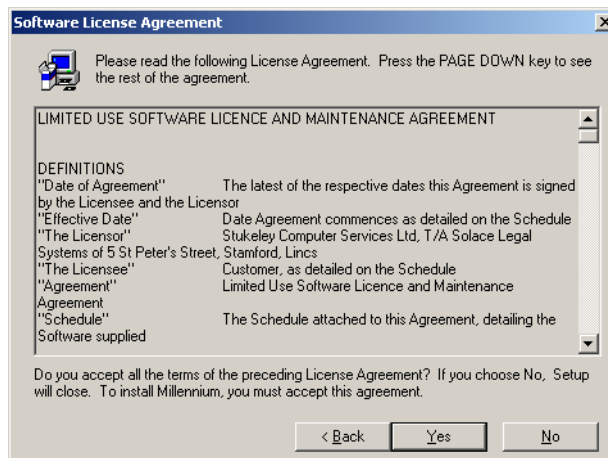 Software License Agreement
Please read the following License Agreement.  Press the PAGE DOWN key to see
the rest of the agreement.
LIMITED USE SOFTWARE LICENCE AND MAINTENANCE AGREEMENT
DEFINITIONS
"Date of Agreement" The latest of the respective dates this Agreement is signed
by the Licensee and the Licensor
"Effective Date" Date Agreement commences as detailed on the Schedule
"The Licensor" Stukeley Computer Services Ltd, T/A Solace Legal
Systems of 5 St Peter's Street, Stamford, Lincs
"The Licensee" Customer, as detailed on the Schedule
"Agreement" Limited Use Software Licence and Maintenance
Agreement
"Schedule" The Schedule attached to this Agreement, detailing the
Software supplied
Do you accept all the terms of the preceding License Agreement?  If you choose No,  Setup
will close.  To install Millennium, you must accept this agreement.
< Back Yes No